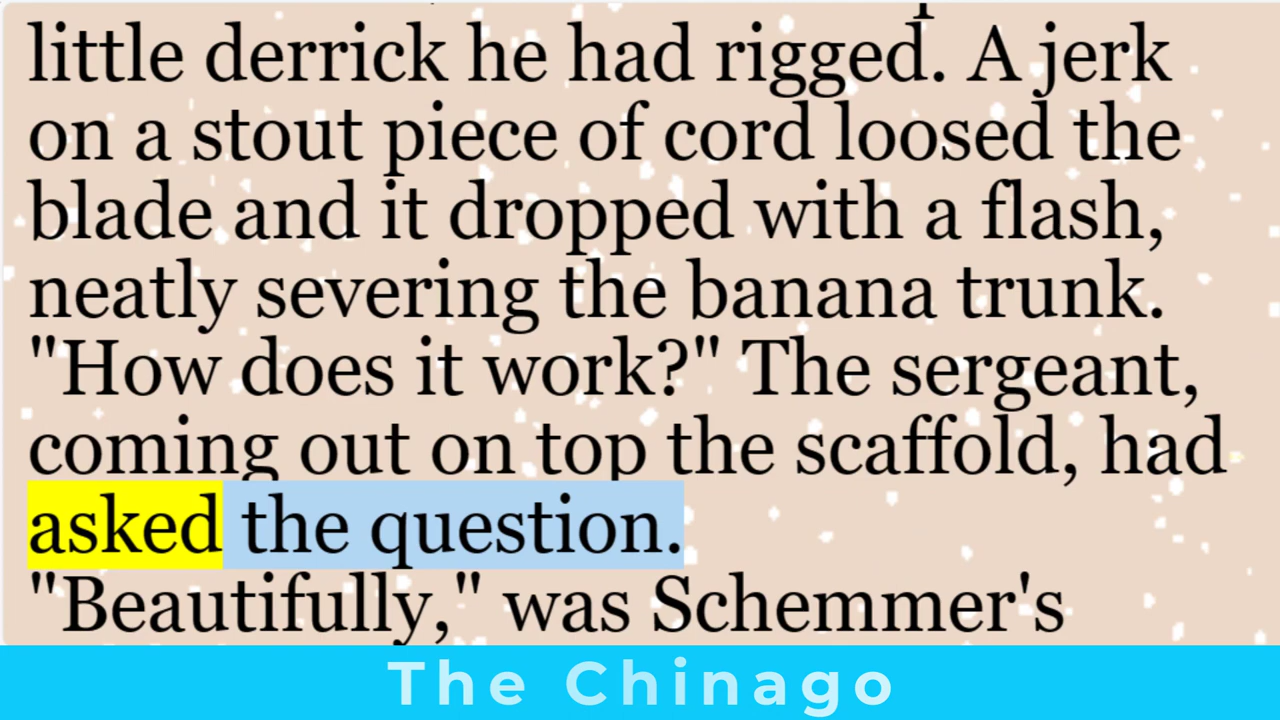 little derrick he had rigged. A jerk
on a stout piece of cord loosed the
blade and it dropped with a flash,
neatly severing the banana trunk.
"How does it work?" The sergeant,
coming out on top the scaffold, had
asked the question.
"Beautifully," was Schemmer's
The Chinago